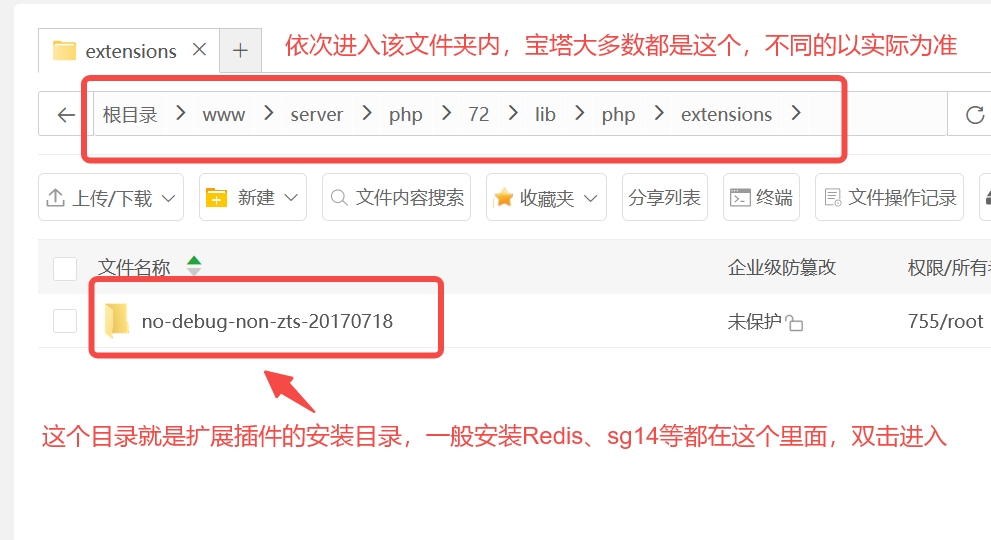 extensions
依次进入该文件夹内，宝塔大多数都是这个，不同的以实际为准
根目录 > www > server > php > 72 > lib > php > extensions >
上传/下载 新建 文件内容搜索 收藏夹 分享列表 终端 文件操作记录
文件名称 企业级防篡改 权限/所有
no-debug-non-zts-20170718 未保护 755/root
这个目录就是扩展插件的安装目录，一般安装Redis、sg14等都在这个里面，双击进入